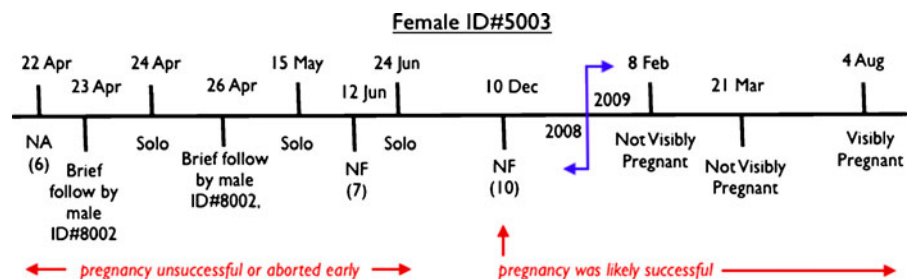 Female ID#5003
22 Apr
23 Apr
24 Apr
26 Apr
15 May
12 Jun
24 Jun
10 Dec
2008
2009
8 Feb
21 Mar
4 Aug
NA
(6)
Brief
follow by
male
ID#8002
Solo
Brief follow
by male
ID#8002,
Solo
NF
(7)
Solo
NF
(10)
Not Visibly
Pregnant
Not Visibly
Pregnant
Visibly
Pregnant
pregnancy unsuccessful or aborted early
pregnancy was likely successful